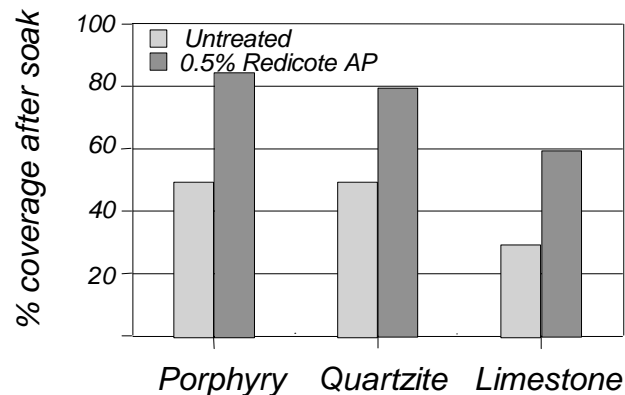 % coverage after soak
100
80
60
40
20
Untreated
0.5% Redicote AP
Porphyry Quartzite Limestone